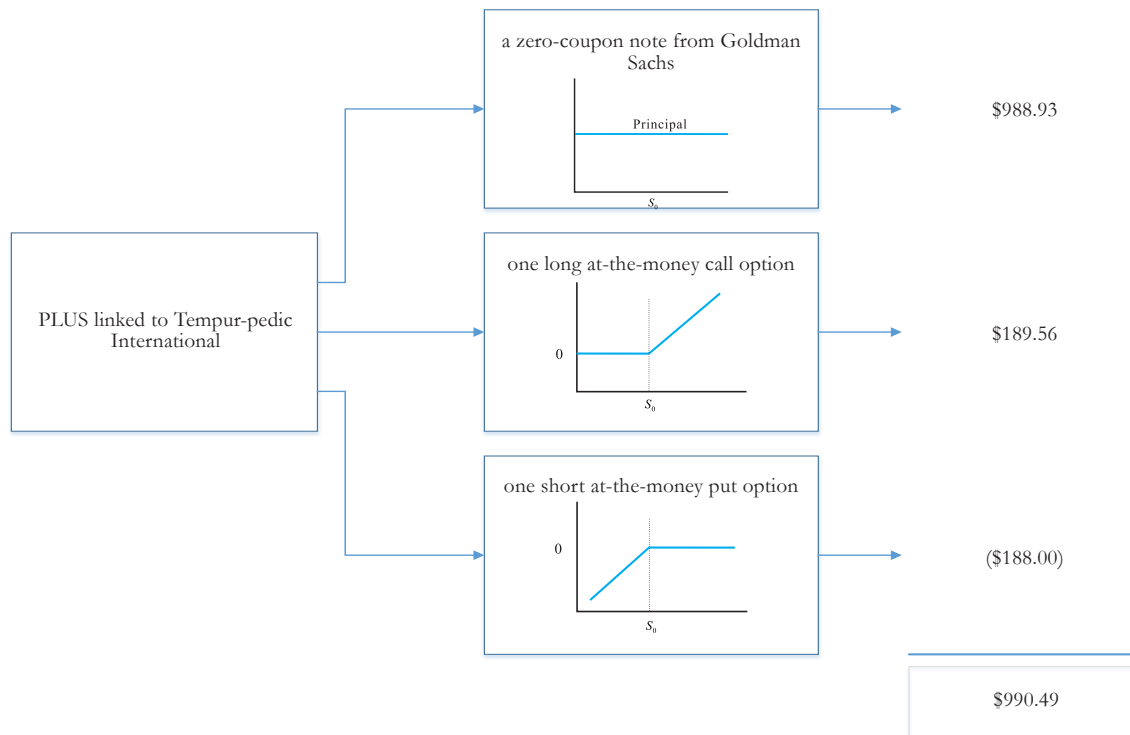 a zero-coupon note from Goldman
Sachs
Principal
S₀
$988.93
PLUS linked to Tempur-pedic
International
one long at-the-money call option
0
S₀
$189.56
one short at-the-money put option
0
S₀
($188.00)
$990.49